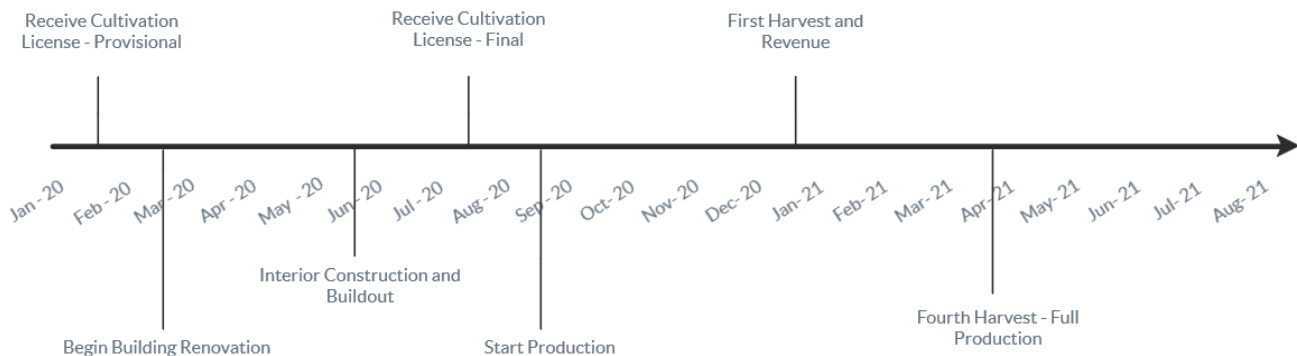 Receive Cultivation
License - Provisional
Receive Cultivation
License - Final
First Harvest and
Revenue
Jan - 20
Feb - 20
Mar - 20
Apr - 20
May - 20
Jun - 20
Jul - 20
Aug - 20
Sep - 20
Oct- 20
Nov- 20
Dec- 20
Jan- 21
Feb- 21
Mar- 21
Apr- 21
May- 21
Jun- 21
Jul- 21
Aug- 21
Interior Construction and
Buildout
Fourth Harvest - Full
Production
Begin Building Renovation
Start Production